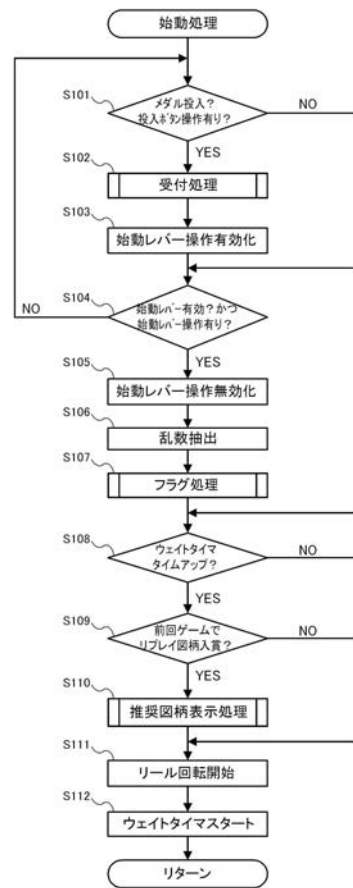 始動処理
S101
メダル投入?
投入ボタン操作有り?
NO
YES
S102
受付処理
S103
始動レバー操作有効化
S104
始動レバー有効?かつ
始動レバー操作有り?
NO
YES
S105
始動レバー操作無効化
S106
乱数抽出
S107
フラグ処理
S108
ウェイトタイマ
タイムアップ?
NO
YES
S109
前回ゲームで
リプレイ図柄入賞?
NO
YES
S110
推奨図柄表示処理
S111
リール回転開始
S112
ウェイトタイマスタート
リターン